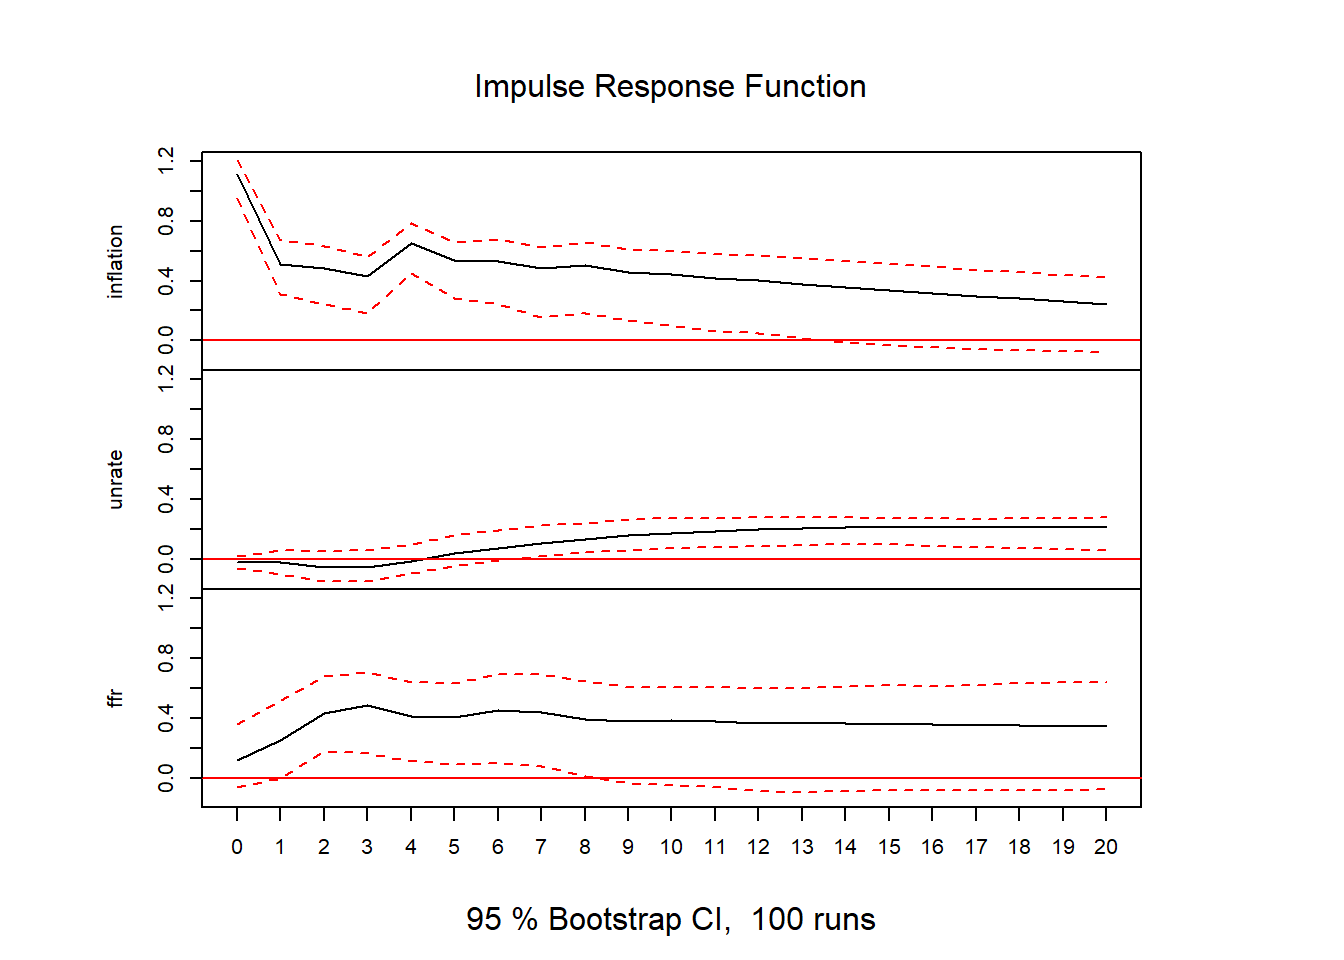 Impulse Response Function
inflation
0.0 0.4 0.8 1.2
unrate
0.0 0.4 0.8 1.2
ffr
0.0 0.4 0.8 1.2
0 1 2 3 4 5 6 7 8 9 10 11 12 13 14 15 16 17 18 19 20
95 % Bootstrap CI,  100 runs